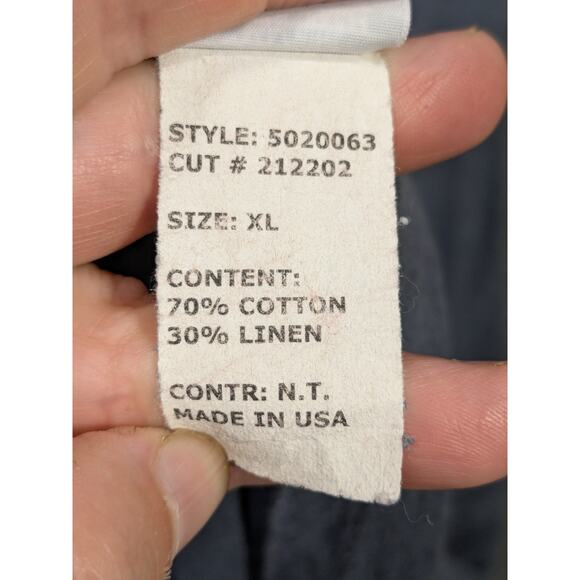 STYLE: 5020063
CUT # 212202
SIZE: XL
CONTENT:
70% COTTON
30% LINEN
CONTR: N.T.
MADE IN USA